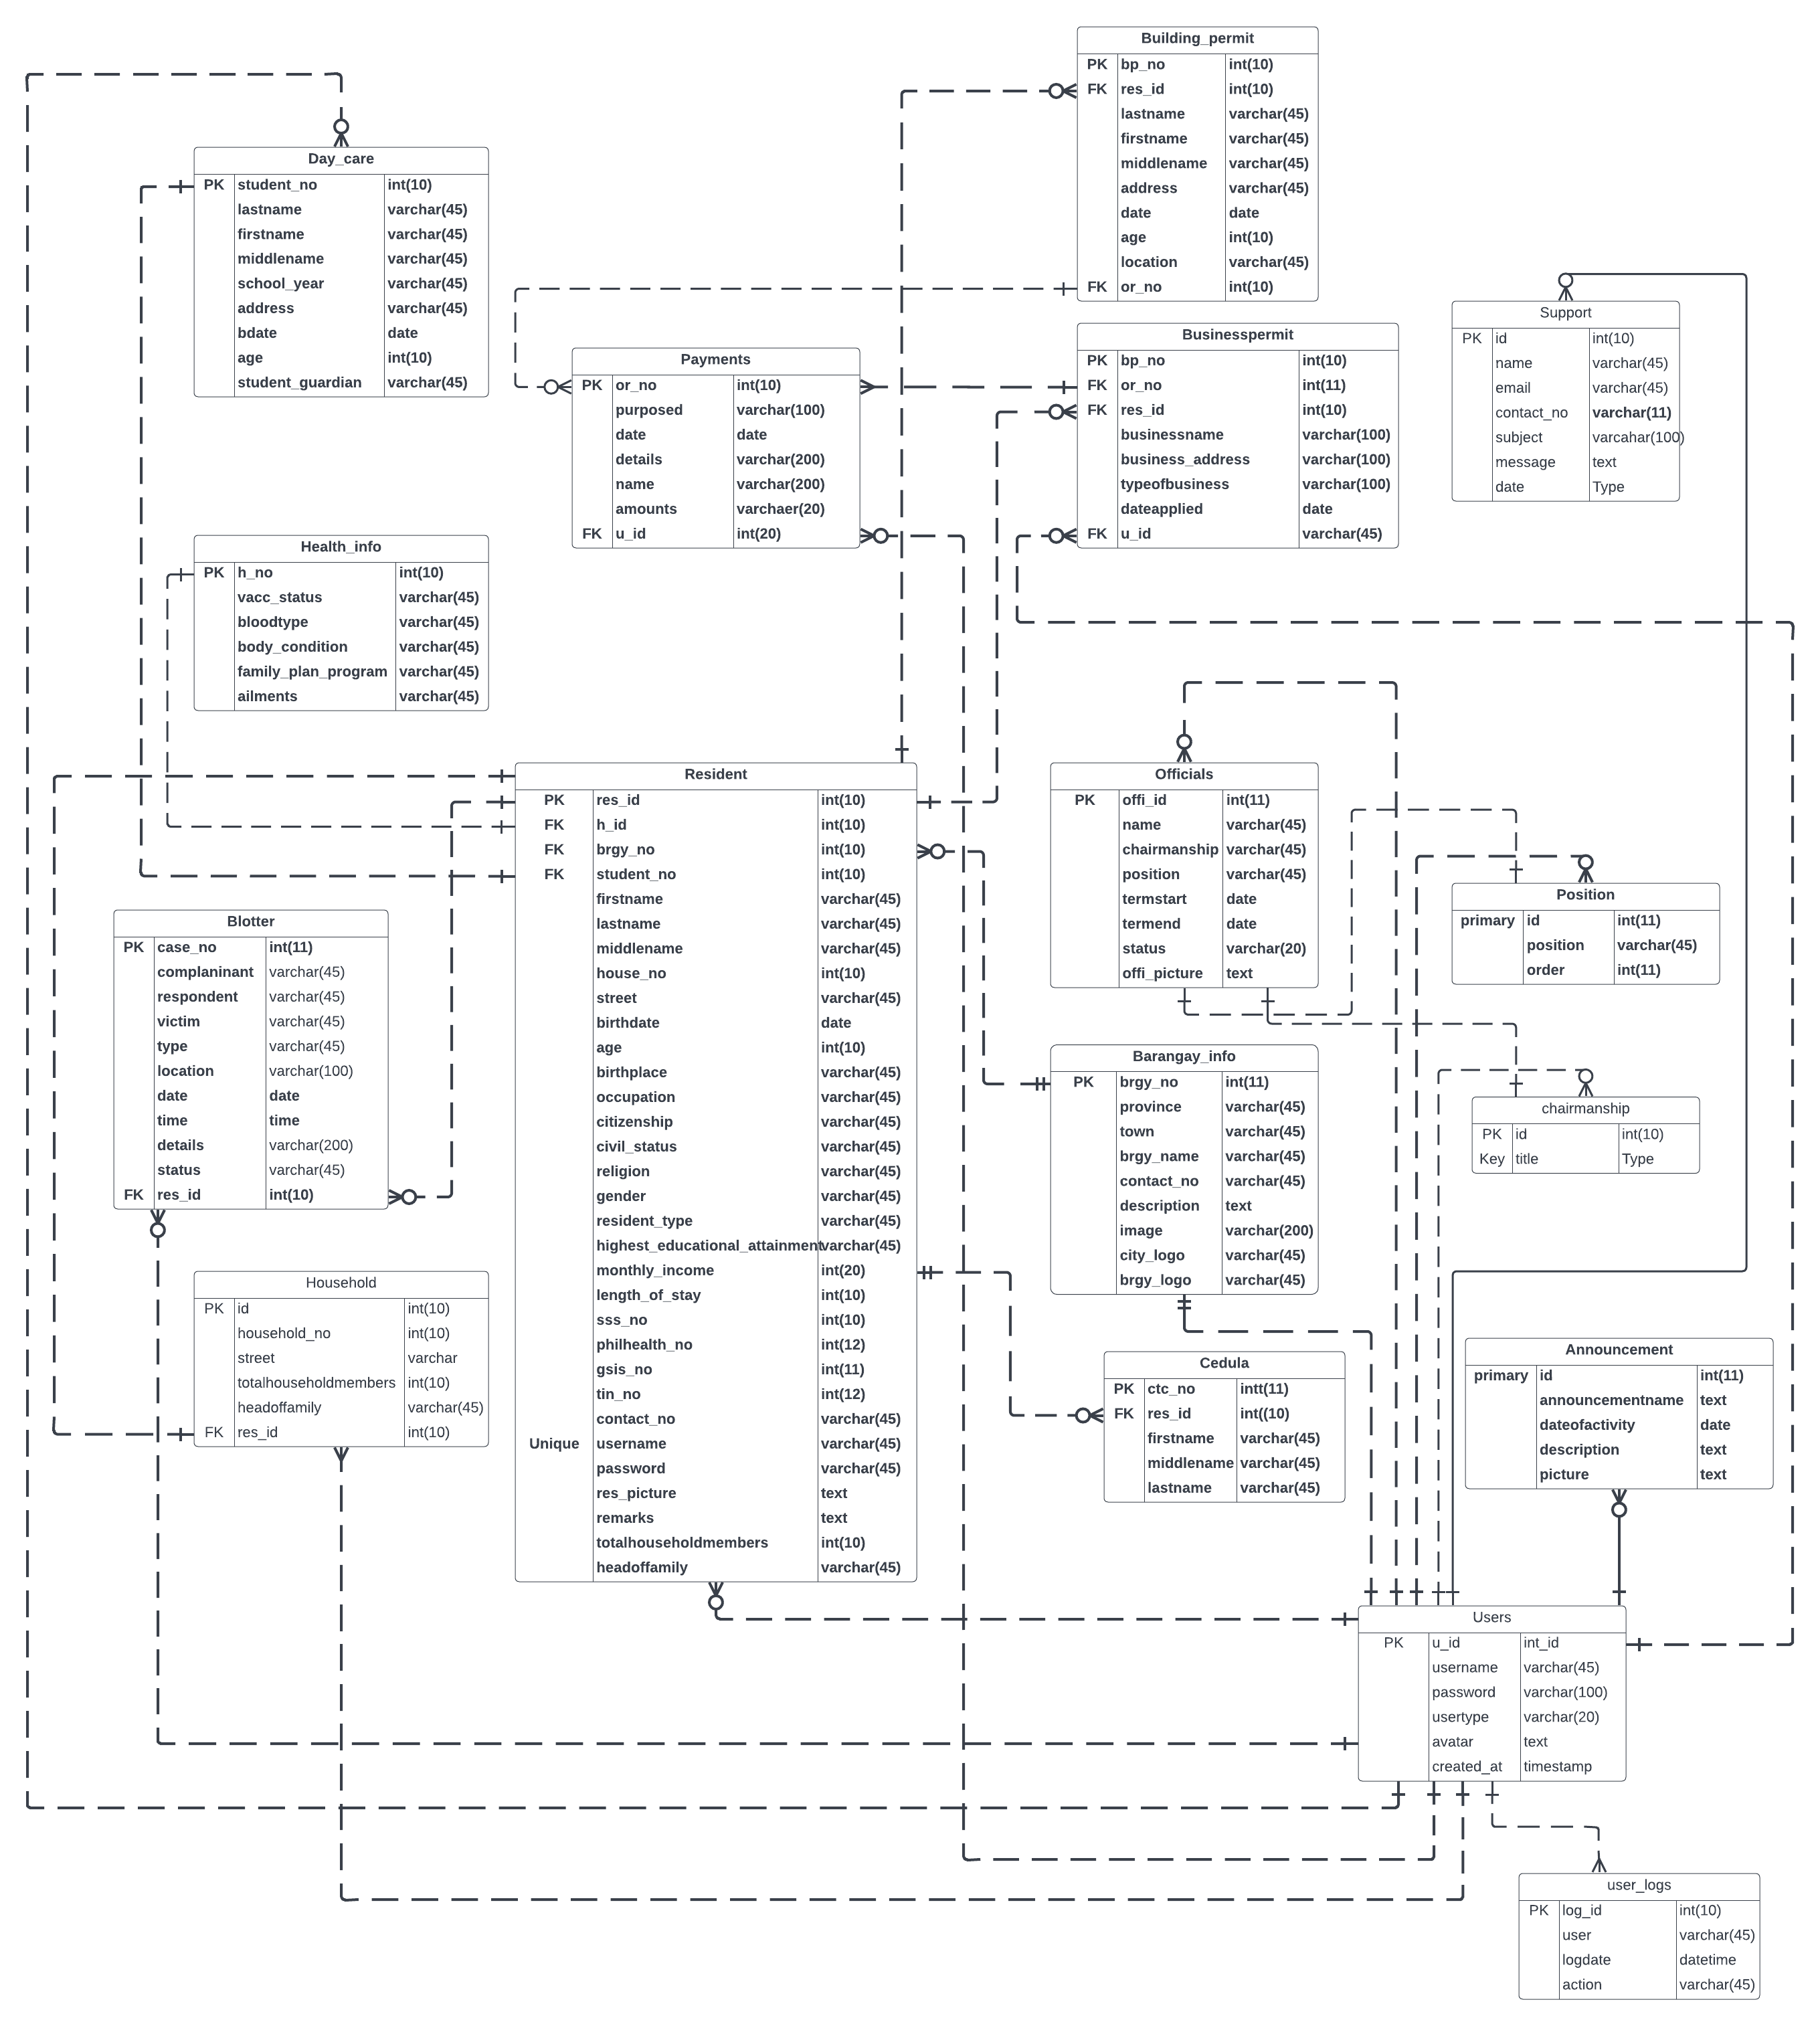 Building_permit
PK bp_no int(10)
FK res_id int(10)
lastname varchar(45)
firstname varchar(45)
middlename varchar(45)
address varchar(45)
date date
age int(10)
location varchar(45)
FK or_no int(10)
Day_care
PK student_no int(10)
lastname varchar(45)
firstname varchar(45)
middlename varchar(45)
school_year varchar(45)
address varchar(45)
bdate date
age int(10)
student_guardian varchar(45)
Support
PK id int(10)
name varchar(45)
email varchar(45)
contact_no varchar(11)
subject varcahar(100)
message text
date Type
Businesspermit
PK bp_no int(10)
FK or_no int(11)
FK res_id int(10)
businessname varchar(100)
business_address varchar(100)
typeofbusiness varchar(100)
dateapplied date
FK u_id varchar(45)
Payments
PK or_no int(10)
purposed varchar(100)
date date
details varchar(200)
name varchar(200)
amounts varchaer(20)
FK u_id int(20)
Health_info
PK h_no int(10)
vacc_status varchar(45)
bloodtype varchar(45)
body_condition varchar(45)
family_plan_program varchar(45)
ailments varchar(45)
Resident
PK res_id int(10)
FK h_id int(10)
FK brgy_no int(10)
FK student_no int(10)
firstname varchar(45)
lastname varchar(45)
middlename varchar(45)
house_no int(10)
street varchar(45)
birthdate date
age int(10)
birthplace varchar(45)
occupation varchar(45)
citizenship varchar(45)
civil_status varchar(45)
religion varchar(45)
gender varchar(45)
resident_type varchar(45)
highest_educational_attainment varchar(45)
monthly_income int(20)
length_of_stay int(10)
sss_no int(10)
philhealth_no int(12)
gsis_no int(11)
tin_no int(12)
contact_no varchar(45)
Unique username varchar(45)
password varchar(45)
res_picture text
remarks text
totalhouseholdmembers int(10)
headoffamily varchar(45)
Officials
PK offi_id int(11)
name varchar(45)
chairmanship varchar(45)
position varchar(45)
termstart date
termend date
status varchar(20)
offi_picture text
Position
primary id int(11)
position varchar(45)
order int(11)
Blotter
PK case_no int(11)
complaninant varchar(45)
respondent varchar(45)
victim varchar(45)
type varchar(45)
location varchar(100)
date date
time time
details varchar(200)
status varchar(45)
FK res_id int(10)
Barangay_info
PK brgy_no int(11)
province varchar(45)
town varchar(45)
brgy_name varchar(45)
contact_no varchar(45)
description text
image varchar(200)
city_logo varchar(45)
brgy_logo varchar(45)
chairmanship
PK id int(10)
Key title Type
Household
PK id int(10)
household_no int(10)
street varchar
totalhouseholdmembers int(10)
headoffamily varchar(45)
FK res_id int(10)
Cedula
PK ctc_no intt(11)
FK res_id int((10)
firstname varchar(45)
middlename varchar(45)
lastname varchar(45)
Announcement
primary id int(11)
announcementname text
dateofactivity date
description text
picture text
Users
PK u_id int_id
username varchar(45)
password varchar(100)
usertype varchar(20)
avatar text
created_at timestamp
user_logs
PK log_id int(10)
user varchar(45)
logdate datetime
action varchar(45)